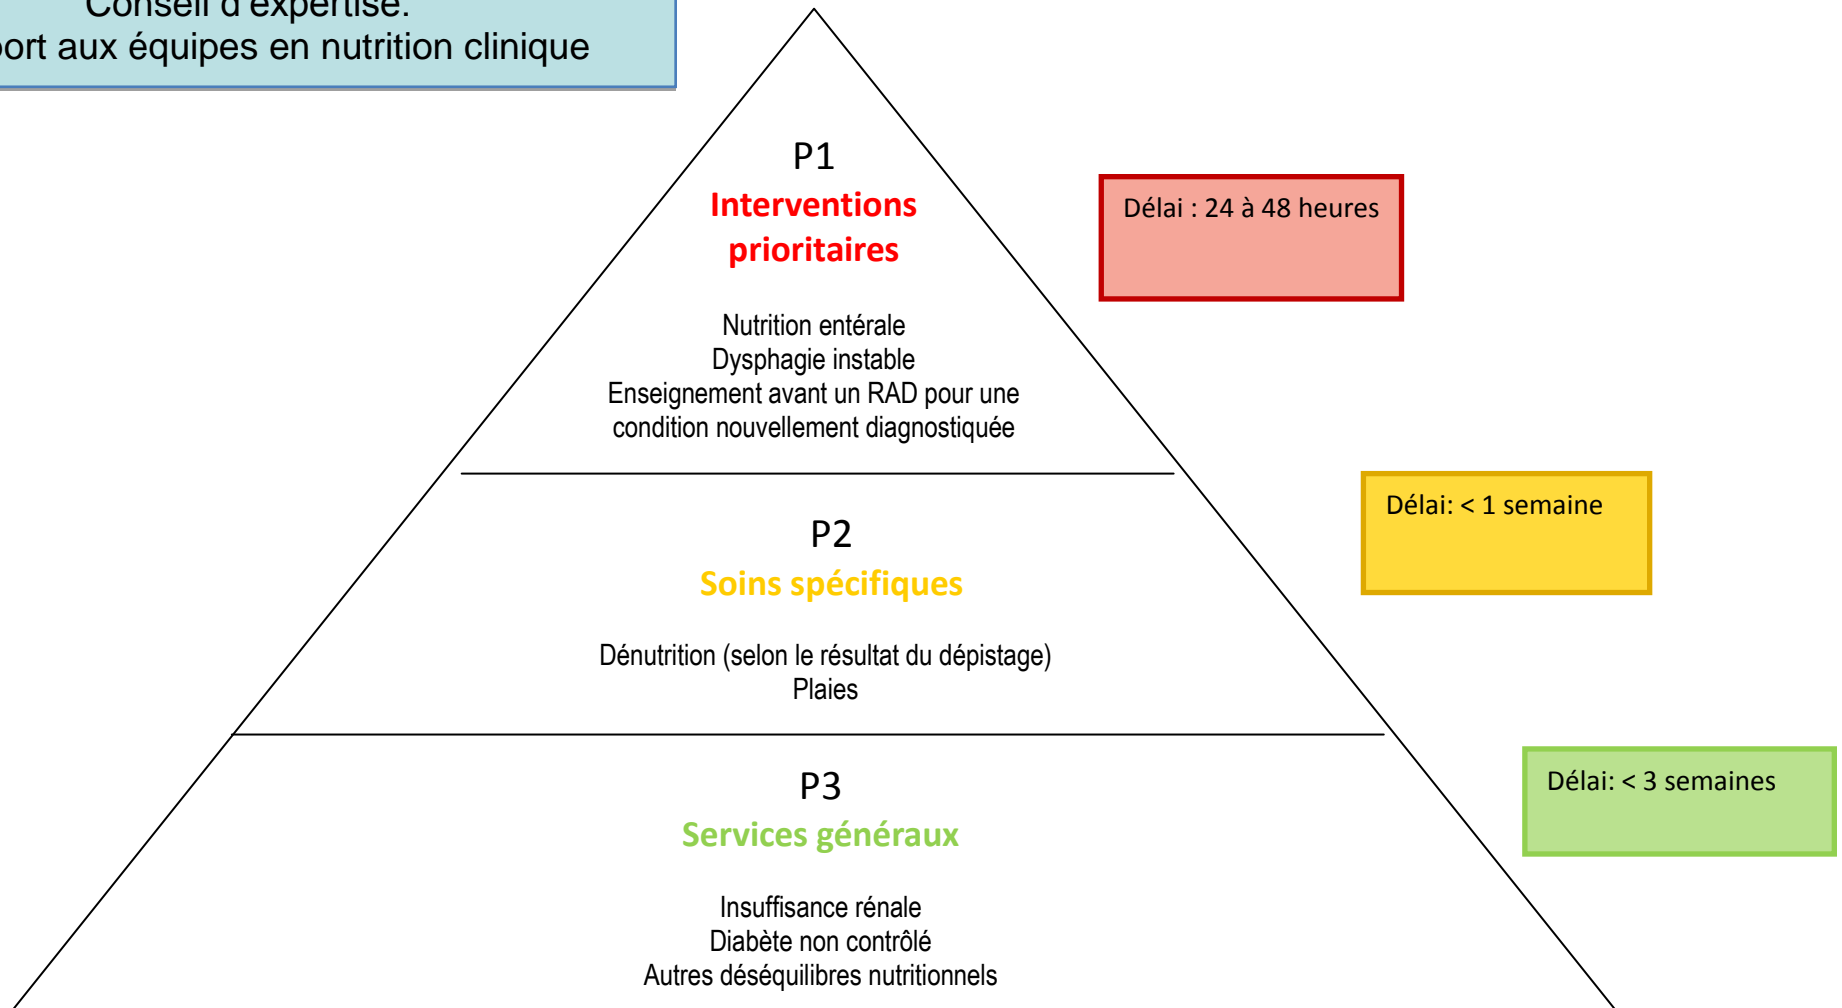 Conseil d'expertise.
aux équipes en nutrition clinique
P1
Interventions
prioritaires
Délai : 24 à 48 heures
Nutrition entérale
Dysphagie instable
Enseignement avant un RAD pour une
condition nouvellement diagnostiquée
Délai: < 1 semaine
P2
Soins spécifiques
Dénutrition (selon le résultat du dépistage)
Plaies
Délai: < 3 semaines
P3
Services généraux
Insuffisance rénale
Diabète non contrôlé
Autres déséquilibres nutritionnels